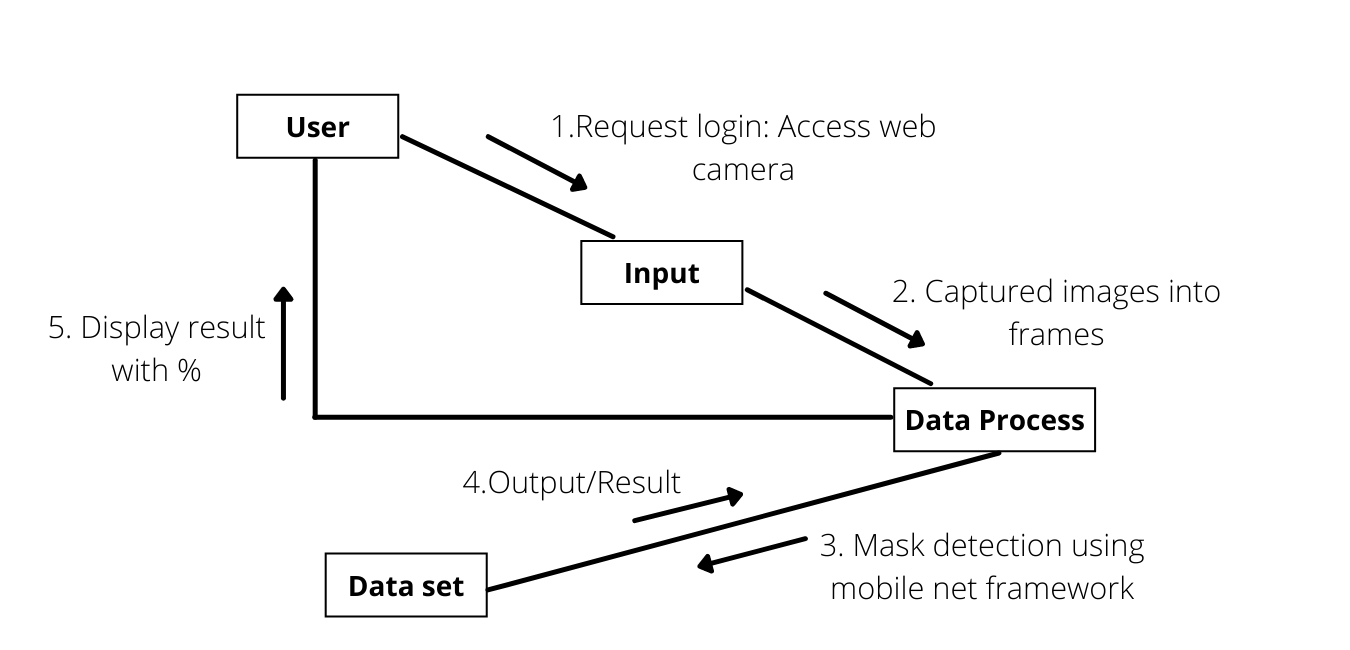 User
1.Request login: Access web
camera
Input
2. Captured images into
frames
5. Display result
with %
Data Process
4.Output/Result
3. Mask detection using
mobile net framework
Data set